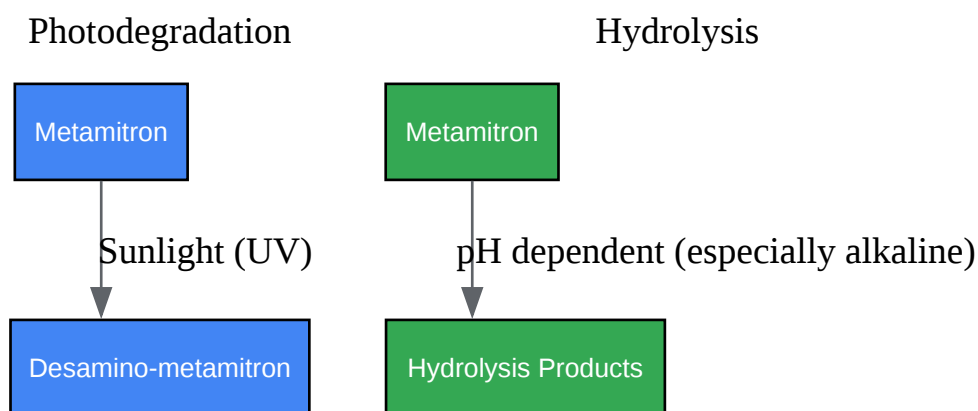 Photodegradation
Hydrolysis
Metamitron
Metamitron
Sunlight (UV)
pH dependent (especially alkaline)
Desamino-metamitron
Hydrolysis Products